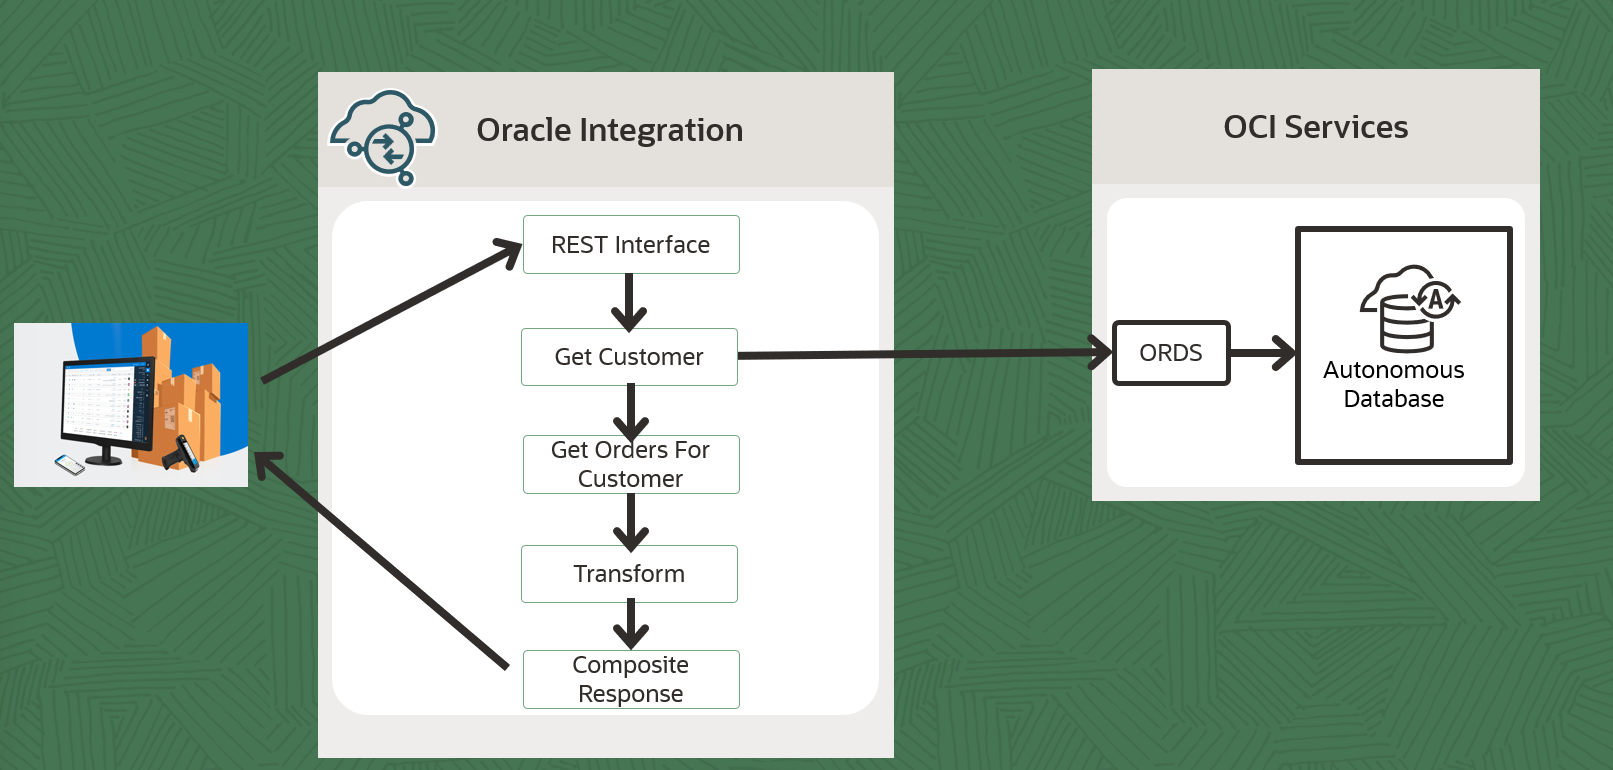 Oracle Integration
REST Interface
Get Customer
Get Orders For
Customer
Transform
Composite
Response
OCI Services
ORDS
A
Autonomous
Database